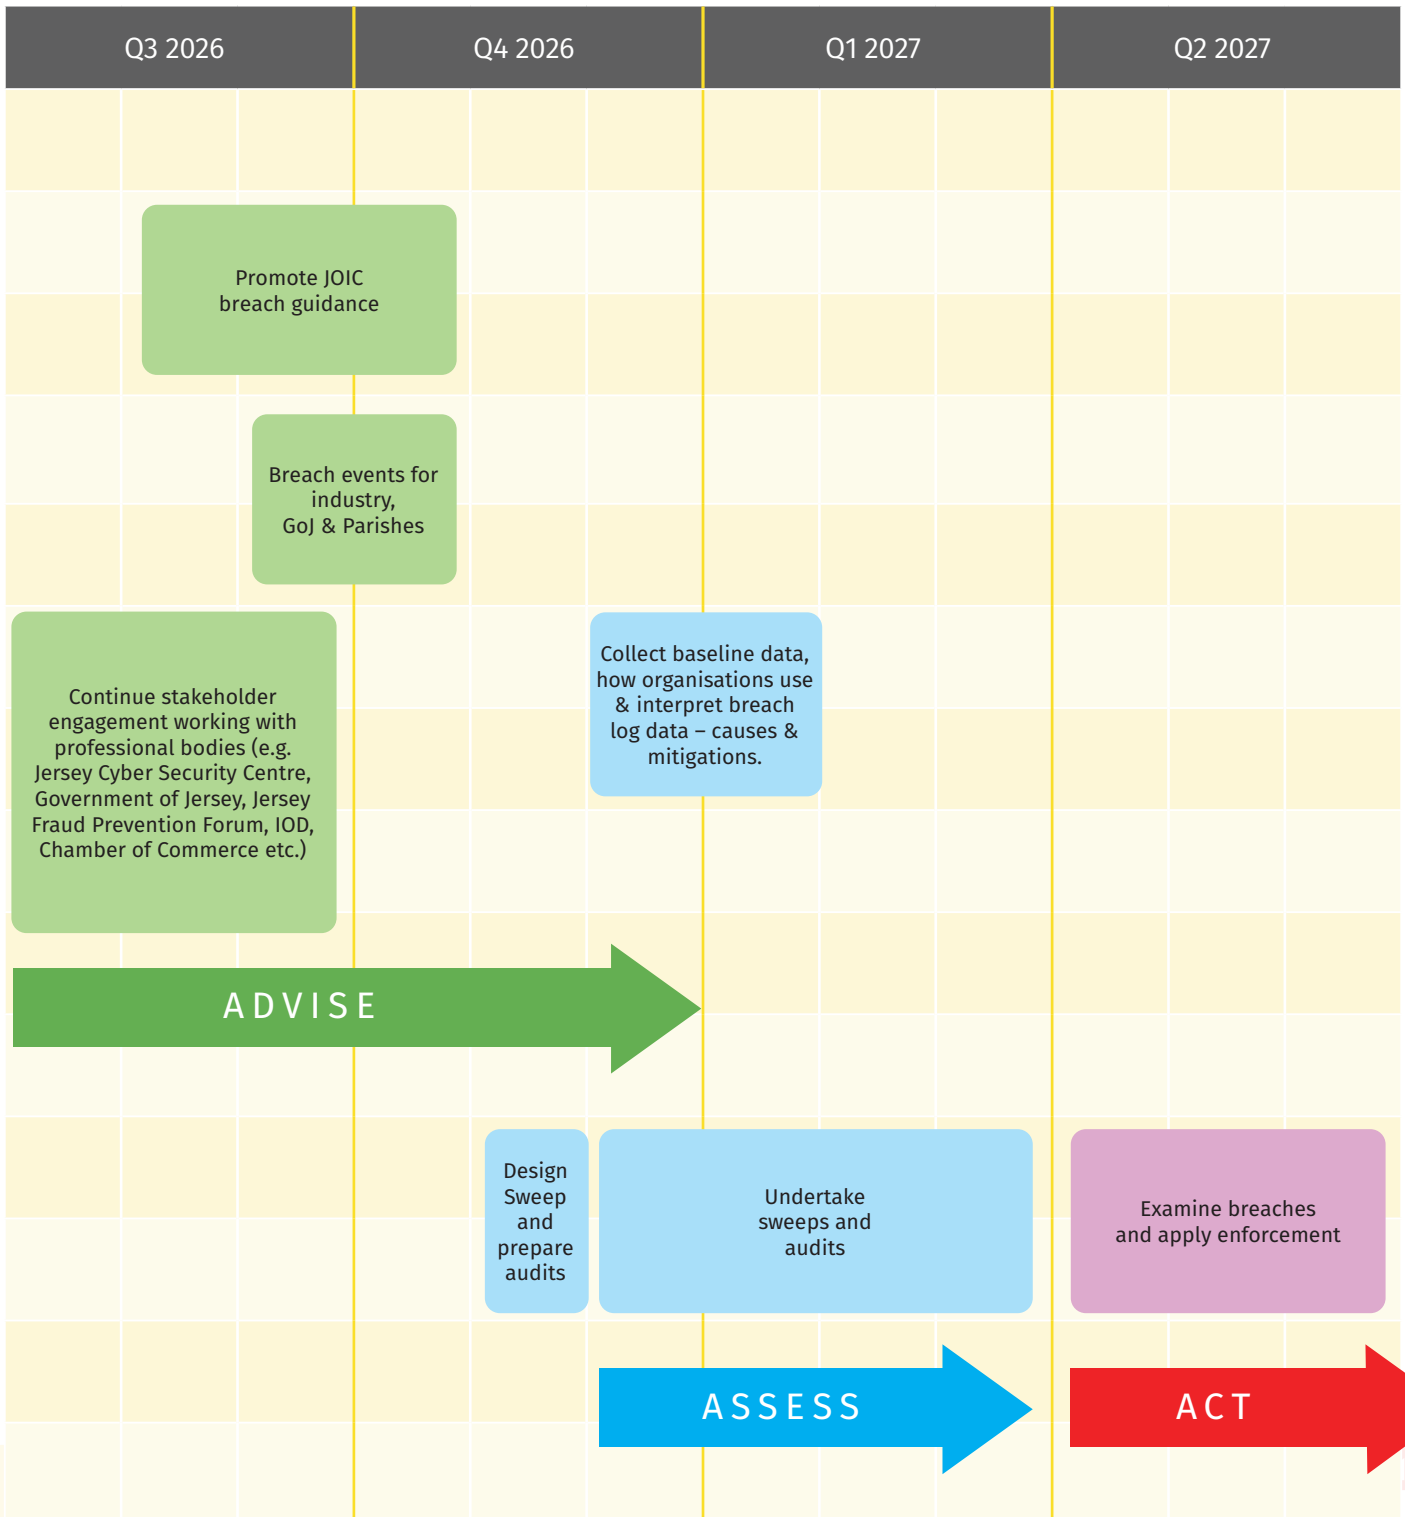 Q3 2026
Q4 2026
Q1 2027
Q2 2027
Promote JOIC
breach guidance
Breach events for
industry,
GoJ & Parishes
Continue stakeholder
engagement working with
professional bodies (e.g.
Jersey Cyber Security Centre,
Government of Jersey, Jersey
Fraud Prevention Forum, IOD,
Chamber of Commerce etc.)
Collect baseline data,
how organisations use
& interpret breach
log data – causes &
mitigations.
ADVISE
Design
Sweep
and
prepare
audits
Undertake
sweeps and
audits
Examine breaches
and apply enforcement
ASSESS
ACT